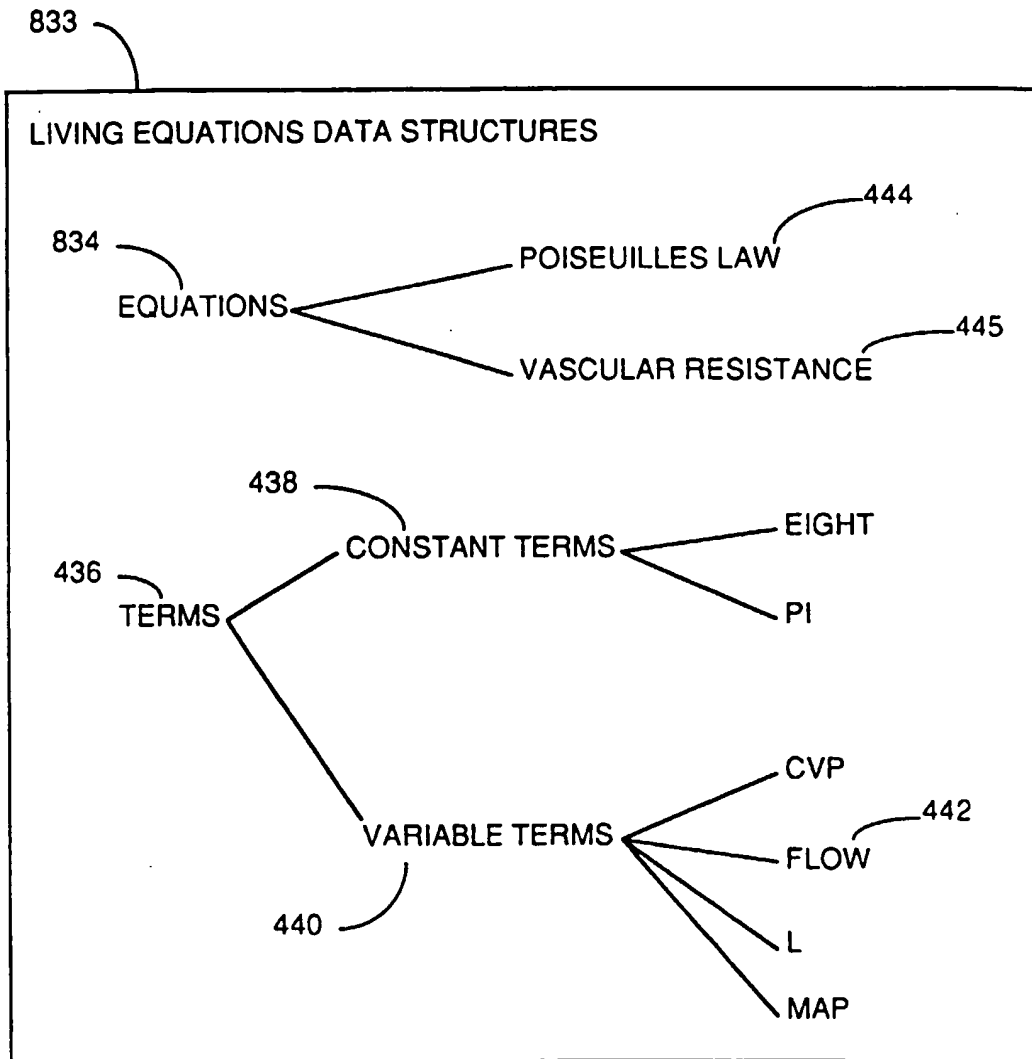 833
LIVING EQUATIONS DATA STRUCTURES
444
834
POISEUILLES LAW
EQUATIONS
445
VASCULAR RESISTANCE
438
EIGHT
CONSTANT TERMS
436
TERMS
PI
CVP
442
VARIABLE TERMS
FLOW
440
L
MAP